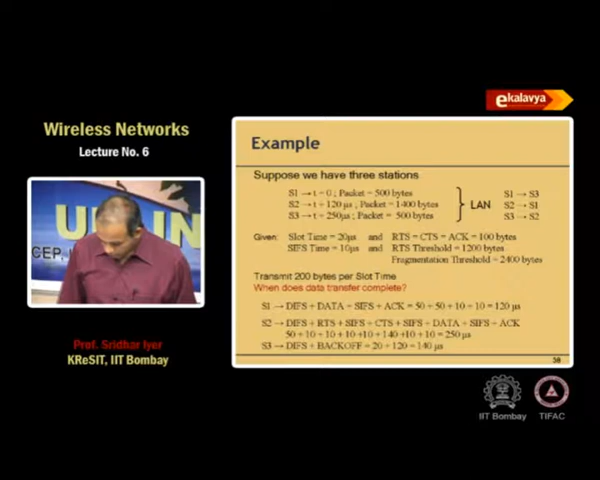 ekalavya
Wireless Networks
Lecture No. 6
CEP,
Prof. Sridhar Iyer
KReSIT, IIT Bombay
Example
Suppose we have three stations
S1 → t = 0 ; Packet = 500 bytes
S2 → t = 120 µs ; Packet = 1400 bytes
S3 → t = 250µs ; Packet = 500 bytes
LAN
S1 → S3
S2 → S1
S3 → S2
Given: Slot Time = 20µs and RTS = CTS = ACK = 100 bytes
SIFS Time = 10µs and RTS Threshold = 1200 bytes
Fragmentation Threshold = 2400 bytes
Transmit 200 bytes per Slot Time
When does data transfer complete?
S1 → DIFS + DATA + SIFS + ACK = 50 + 50 + 10 + 10 = 120 µs
S2 → DIFS + RTS + SIFS + CTS + SIFS + DATA + SIFS + ACK
50 + 10 + 10 + 10 +10 + 140 +10 + 10 = 250 µs
S3 → DIFS + BACKOFF = 20 + 120 = 140 µs
38
IIT Bombay
TIFAC